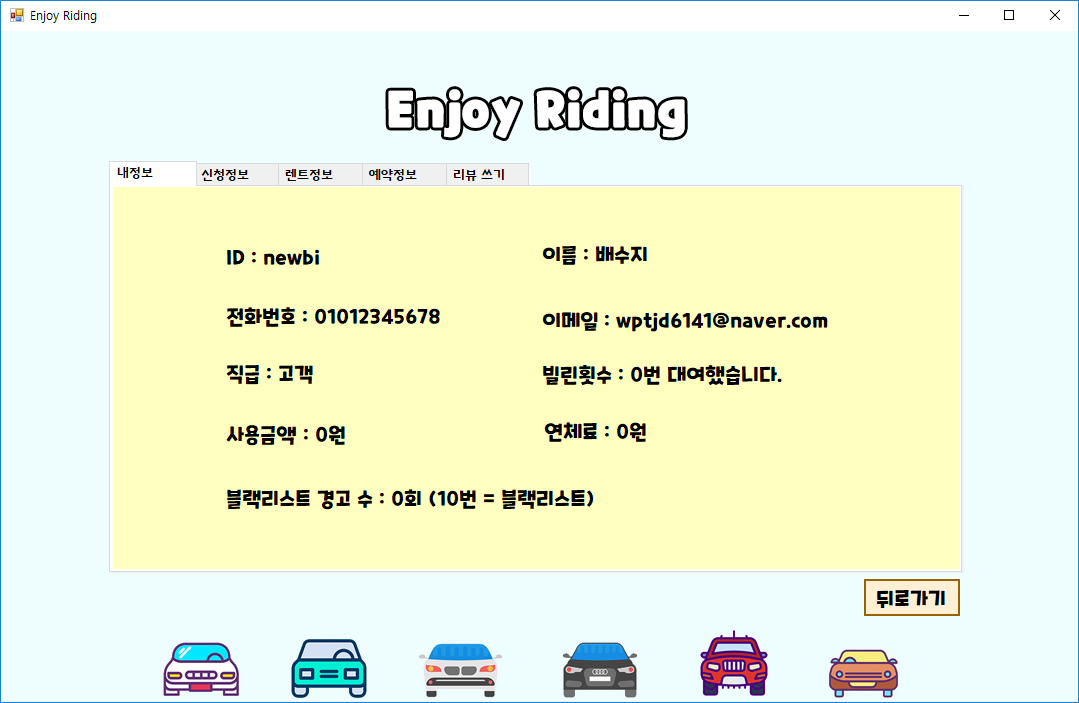 Enjoy Riding
Enjoy Riding
내정보 신청정보 렌트정보 예약정보 리뷰 쓰기
ID : newbi 이름 : 배수지
전화번호 : 01012345678 이메일 : wptjd6141@naver.com
직급 : 고객 빌린횟수 : 0번 대여했습니다.
사용금액 : 0원 연체료 : 0원
블랙리스트 경고 수 : 0회 (10번 = 블랙리스트)
뒤로가기